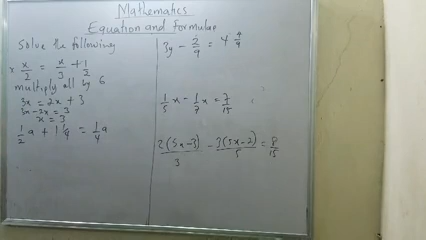 Mathematics
Equation and formulae
Solve the following
x/2 = x/3 + 1/2
multiply all by 6
3x = 2x + 3
3x - 2x = 3
x = 3
1/2 a + 1 1/9 = 1/4 a
3y - 2/9 = 4 4/9
1/5 x - 1/7 x = 7/15
2(5x-3)/3 - 3(5x-2)/5 = 8/15